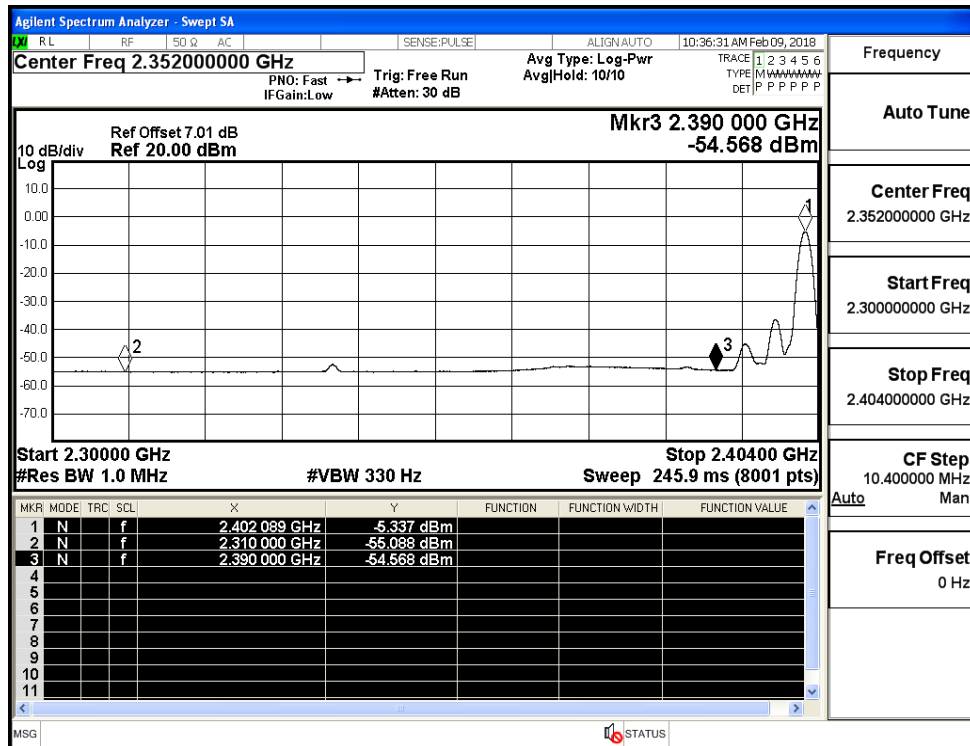 Agilent Spectrum Analyzer - Swept SA
LXI RL RF 50 Ω AC SENSE:PULSE ALIGN AUTO 10:36:31 AM Feb 09, 2018
Center Freq 2.352000000 GHz
PNO: Fast
IFGain:Low
Trig: Free Run
#Atten: 30 dB
Avg Type: Log-Pwr
Avg|Hold: 10/10
TRACE 1 2 3 4 5 6
TYPE M W W W W W
DET P P P P P P
Ref Offset 7.01 dB
Ref 20.00 dBm
10 dB/div
Log
Mkr3 2.390 000 GHz
-54.568 dBm
10.0
0.00
-10.0
-20.0
-30.0
-40.0
-50.0
-60.0
-70.0
1
2
3
Start 2.30000 GHz
Stop 2.40400 GHz
#Res BW 1.0 MHz
#VBW 330 Hz
Sweep 245.9 ms (8001 pts)
MKR MODE TRC SCL X Y FUNCTION FUNCTION WIDTH FUNCTION VALUE
1 N f 2.402 089 GHz -5.337 dBm
2 N f 2.310 000 GHz -55.088 dBm
3 N f 2.390 000 GHz -54.568 dBm
4
5
6
7
8
9
10
11
MSG
STATUS
Frequency
Auto Tune
Center Freq
2.352000000 GHz
Start Freq
2.300000000 GHz
Stop Freq
2.404000000 GHz
CF Step
10.400000 MHz
Auto Man
Freq Offset
0 Hz